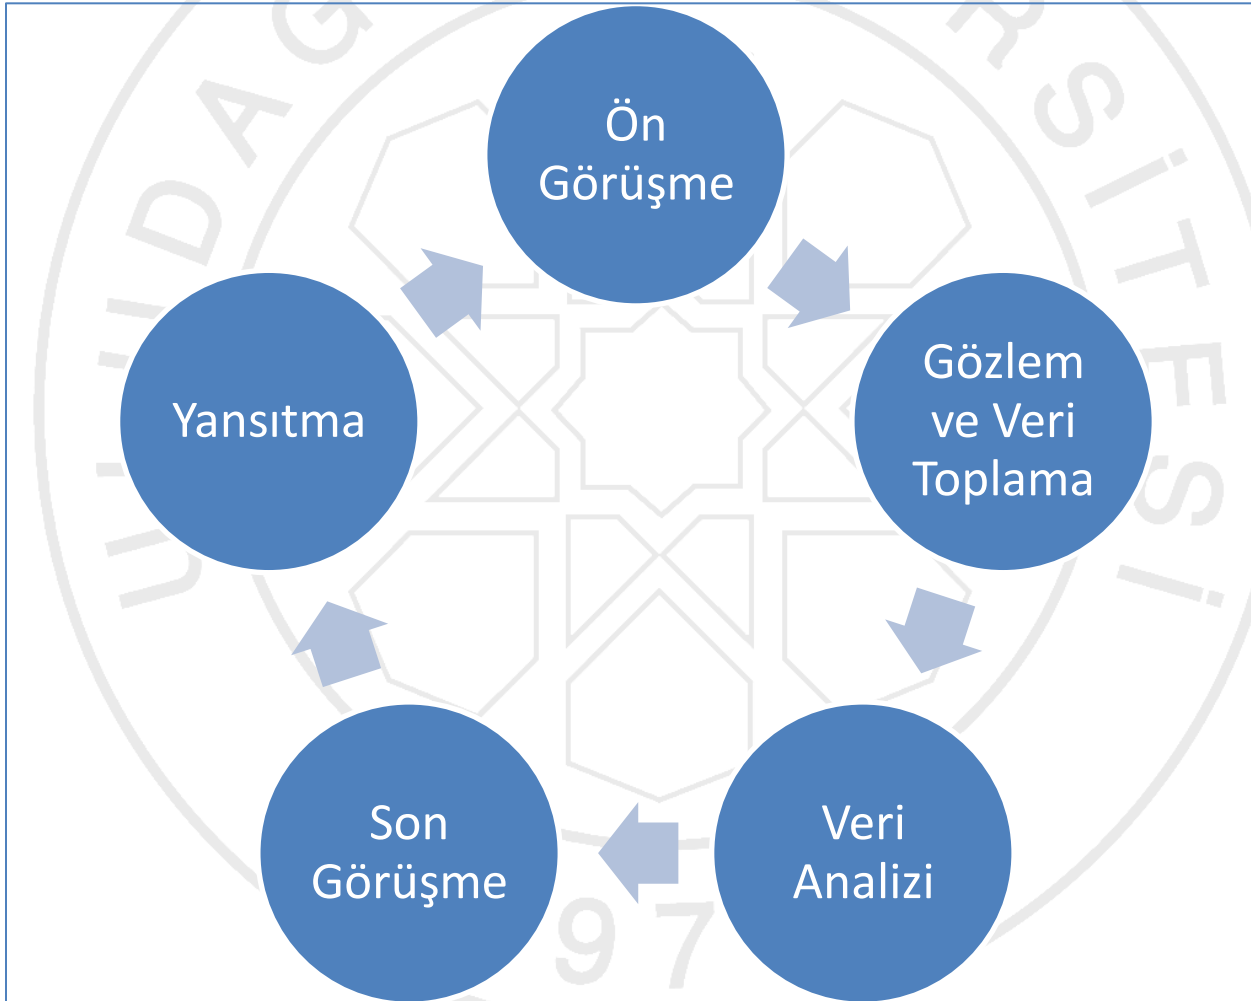 Ön
Görüşme
Gözlem
ve Veri
Toplama
Veri
Analizi
Son
Görüşme
Yansıtma